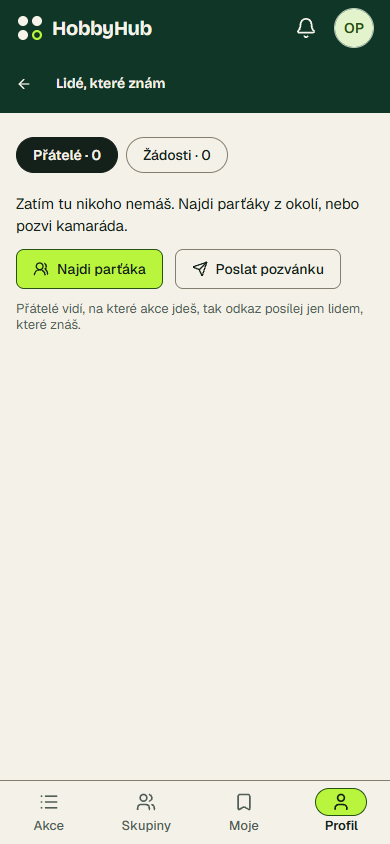 HobbyHub
OP
Lidé, které znám
Přátelé · 0
Žádosti · 0
Zatím tu nikoho nemáš. Najdi parťáky z okolí, nebo
pozvi kamaráda.
Najdi parťáka
Poslat pozvánku
Přátelé vidí, na které akce jdeš, tak odkaz posílej jen lidem,
které znáš.
Akce
Skupiny
Moje
Profil